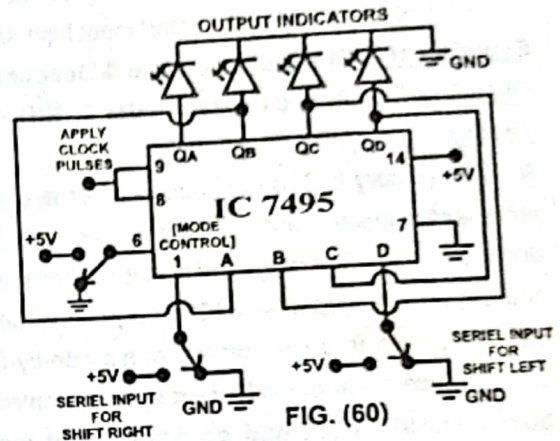 OUTPUT INDICATORS
GND
APPLY
CLOCK
PULSES
QA QB QC QD
9
8
14
+5V
IC 7495
+5V
6
[MODE
CONTROL]
7
1 A B C D
+5V
GND
SERIEL INPUT
FOR
SHIFT RIGHT
+5V
GND
SERIEL INPUT
FOR
SHIFT LEFT
FIG. (60)